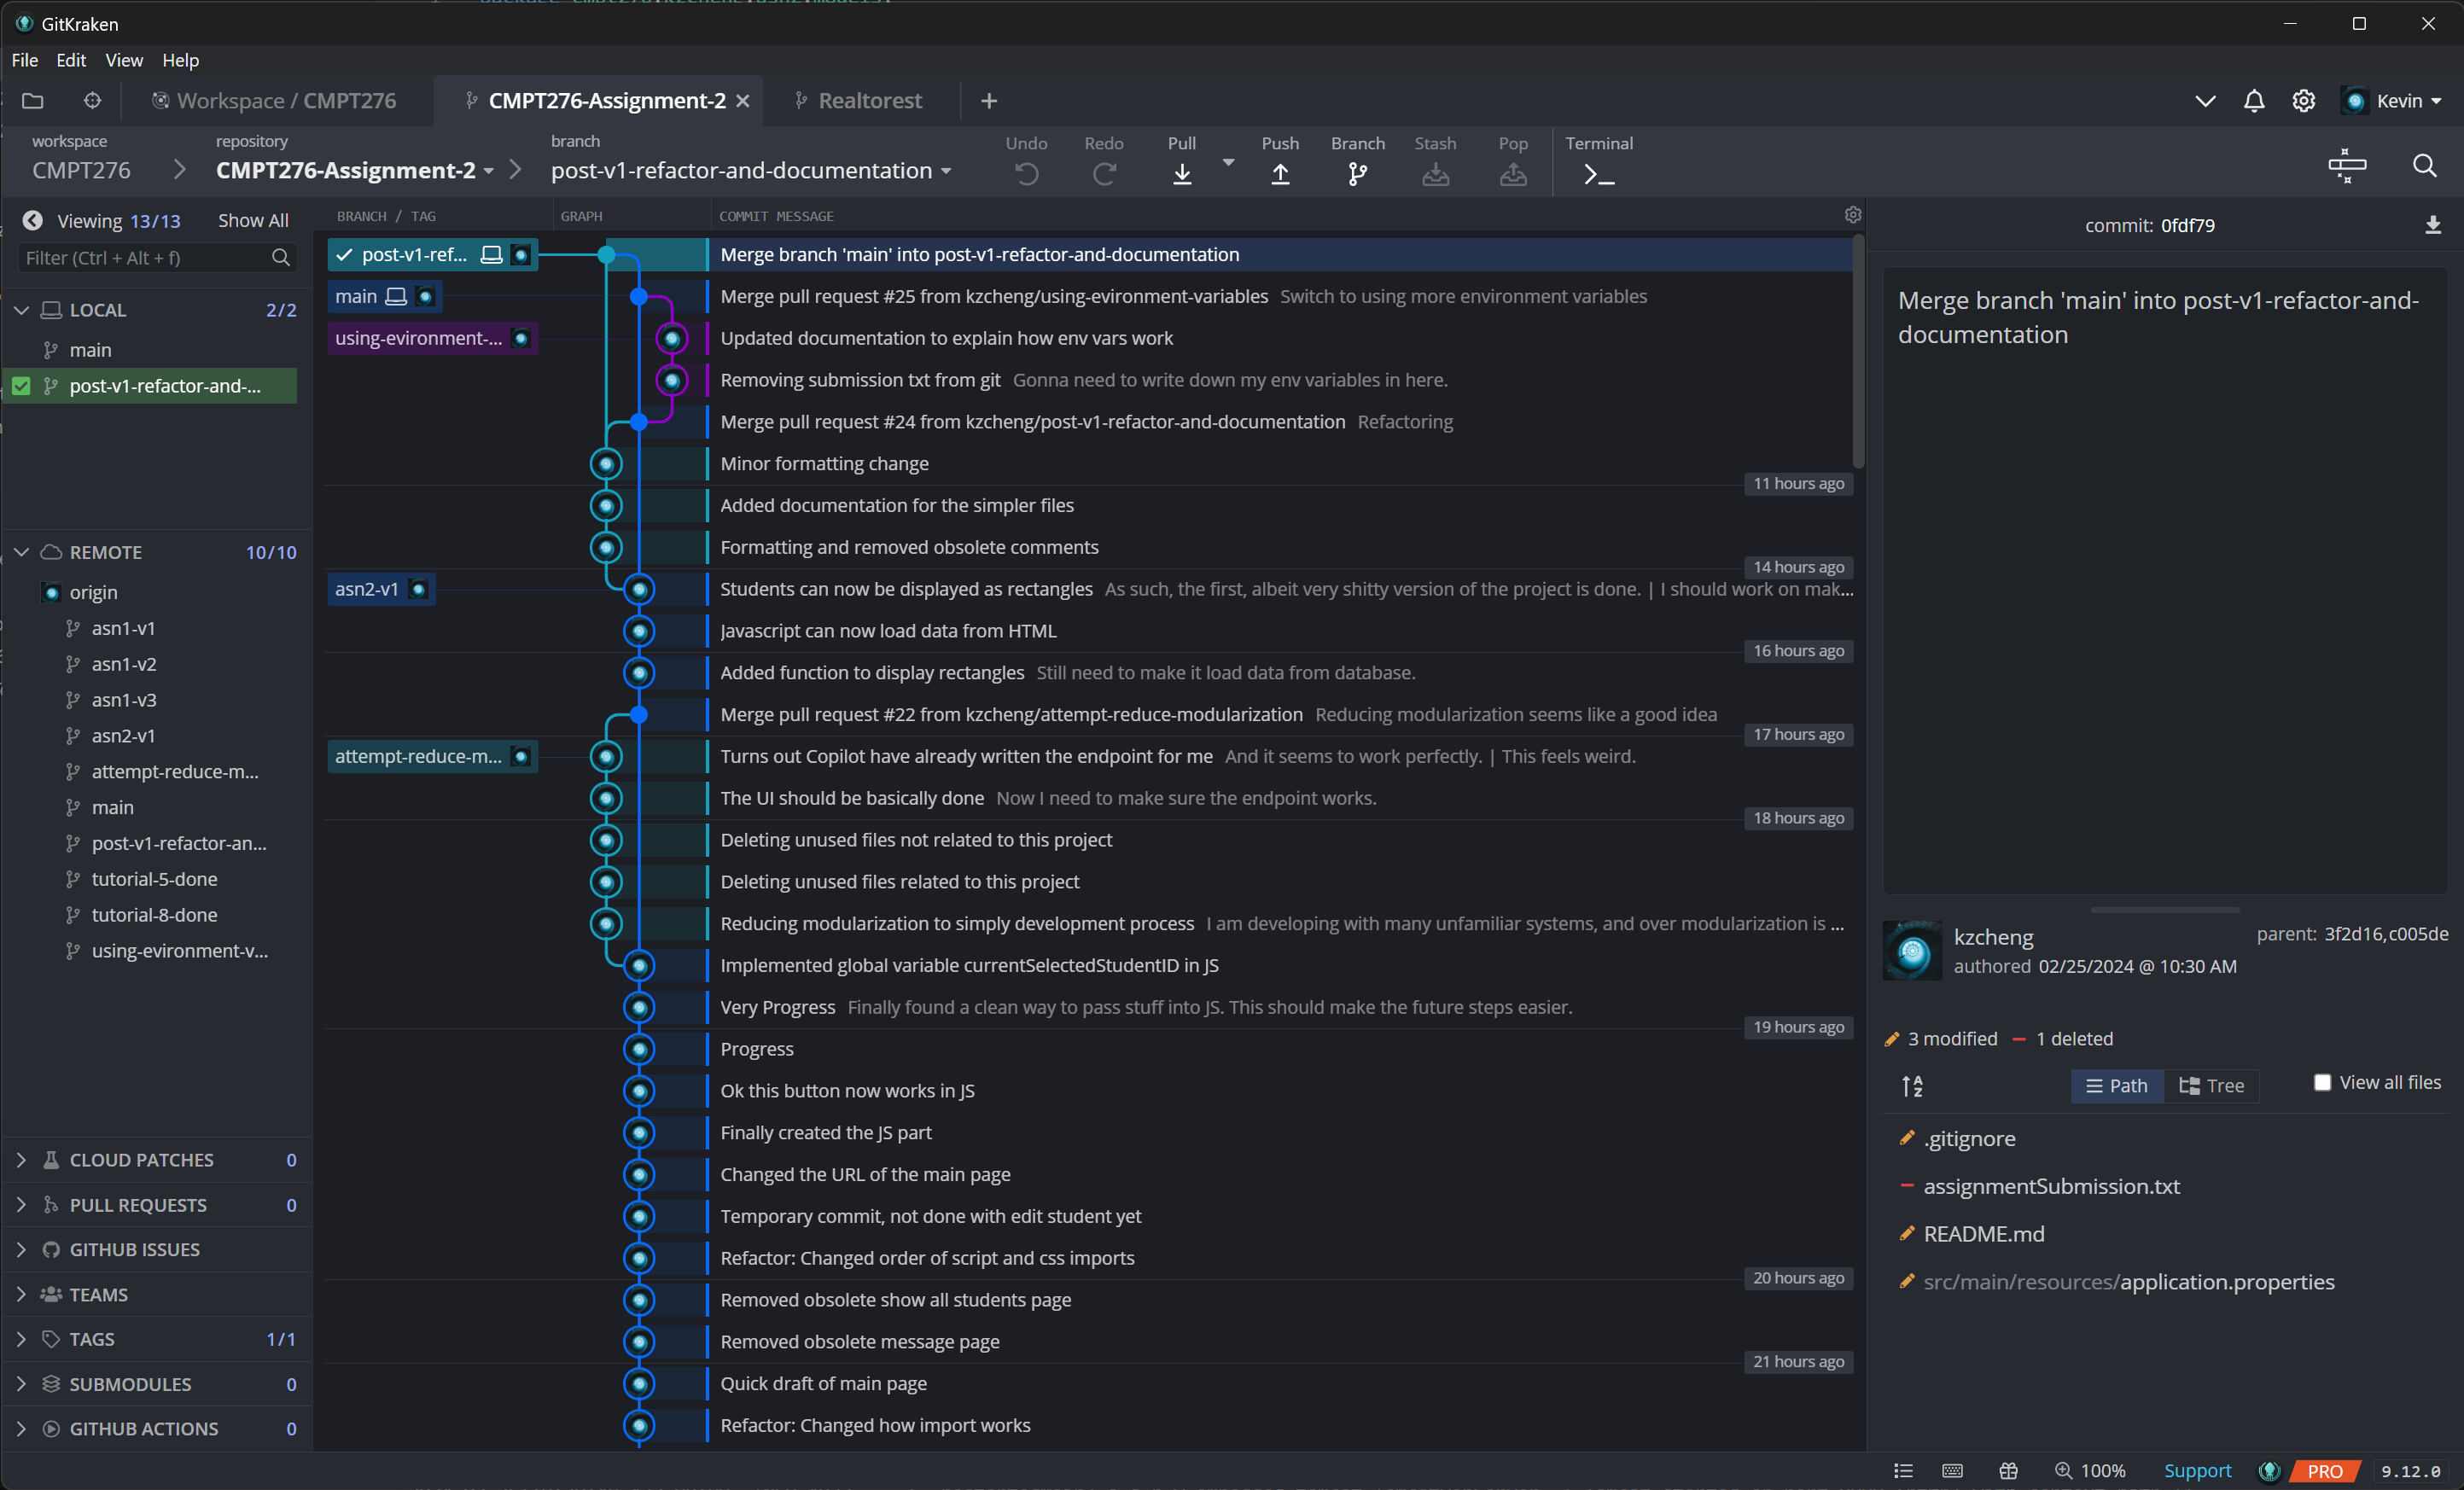 GitKraken
File Edit View Help
Workspace / CMPT276
CMPT276-Assignment-2
Realtorest
Kevin
workspace
CMPT276
repository
CMPT276-Assignment-2
branch
post-v1-refactor-and-documentation
Undo
Redo
Pull
Push
Branch
Stash
Pop
Terminal
Viewing 13/13 Show All
Filter (Ctrl + Alt + f)
LOCAL 2/2
main
post-v1-refactor-and-...
REMOTE 10/10
origin
asn1-v1
asn1-v2
asn1-v3
asn2-v1
attempt-reduce-m...
main
post-v1-refactor-an...
tutorial-5-done
tutorial-8-done
using-evironment-v...
CLOUD PATCHES 0
PULL REQUESTS 0
GITHUB ISSUES
TEAMS
TAGS 1/1
SUBMODULES 0
GITHUB ACTIONS 0
BRANCH / TAG GRAPH COMMIT MESSAGE
post-v1-ref... Merge branch 'main' into post-v1-refactor-and-documentation
main Merge pull request #25 from kzcheng/using-evironment-variables Switch to using more environment variables
using-evironment-... Updated documentation to explain how env vars work
Removing submission txt from git Gonna need to write down my env variables in here.
Merge pull request #24 from kzcheng/post-v1-refactor-and-documentation Refactoring
Minor formatting change
11 hours ago
Added documentation for the simpler files
Formatting and removed obsolete comments
14 hours ago
asn2-v1 Students can now be displayed as rectangles As such, the first, albeit very shitty version of the project is done. | I should work on mak...
Javascript can now load data from HTML
16 hours ago
Added function to display rectangles Still need to make it load data from database.
Merge pull request #22 from kzcheng/attempt-reduce-modularization Reducing modularization seems like a good idea
17 hours ago
attempt-reduce-m... Turns out Copilot have already written the endpoint for me And it seems to work perfectly. | This feels weird.
The UI should be basically done Now I need to make sure the endpoint works.
18 hours ago
Deleting unused files not related to this project
Deleting unused files related to this project
Reducing modularization to simply development process I am developing with many unfamiliar systems, and over modularization is ...
Implemented global variable currentSelectedStudentID in JS
Very Progress Finally found a clean way to pass stuff into JS. This should make the future steps easier.
19 hours ago
Progress
Ok this button now works in JS
Finally created the JS part
Changed the URL of the main page
Temporary commit, not done with edit student yet
Refactor: Changed order of script and css imports
20 hours ago
Removed obsolete show all students page
Removed obsolete message page
21 hours ago
Quick draft of main page
Refactor: Changed how import works
commit: 0fdf79
Merge branch 'main' into post-v1-refactor-and-
documentation
kzcheng
authored 02/25/2024 @ 10:30 AM
parent: 3f2d16,c005de
3 modified 1 deleted
Path Tree View all files
.gitignore
assignmentSubmission.txt
README.md
src/main/resources/application.properties
100% Support PRO 9.12.0